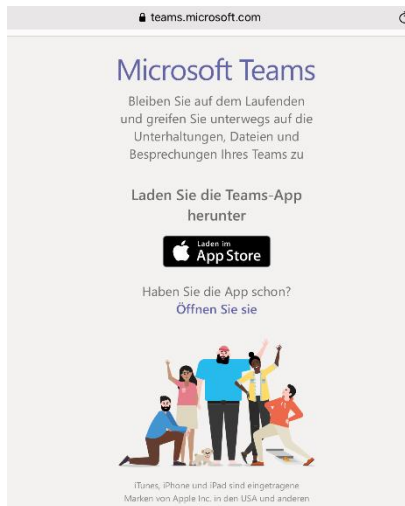 teams.microsoft.com
Microsoft Teams
Bleiben Sie auf dem Laufenden
und greifen Sie unterwegs auf die
Unterhaltungen, Dateien und
Besprechungen Ihres Teams zu
Laden Sie die Teams-App
herunter
Laden im
App Store
Haben Sie die App schon?
Öffnen Sie sie
iTunes, iPhone und iPad sind eingetragene
Marken von Apple Inc. in den USA und anderen